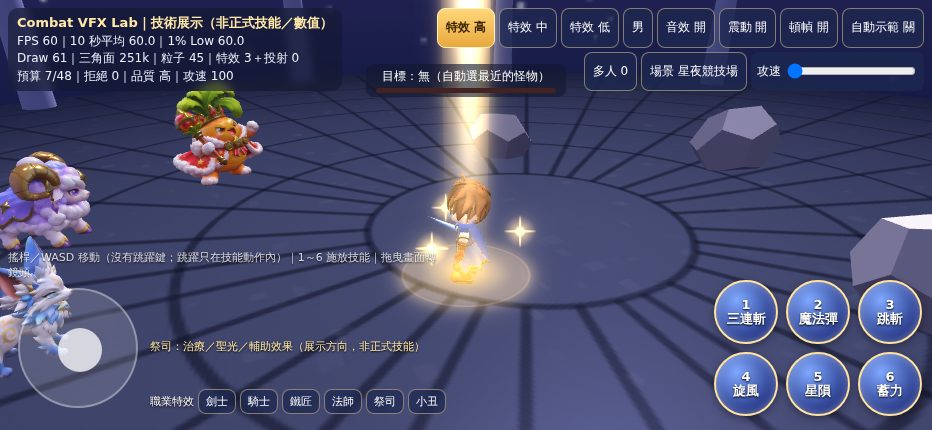 Combat VFX Lab｜技術展示（非正式技能／數值）
FPS 60｜10 秒平均 60.0｜1% Low 60.0
Draw 61｜三角面 251k｜粒子 45｜特效 3＋投射 0
預算 7/48｜拒絕 0｜品質 高｜攻速 100
特效 高
特效 中
特效 低
男
音效 開
震動 開
頓幀 開
自動示範 關
多人 0
場景 星夜競技場
攻速
目標：無（自動選最近的怪物）
搖桿／WASD 移動（沒有跳躍鍵；跳躍只在技能動作內）｜1～6 施放技能｜拖曳畫面轉
鏡頭
祭司：治療／聖光／輔助效果（展示方向，非正式技能）
職業特效
劍士
騎士
鐵匠
法師
祭司
小丑
1
三連斬
2
魔法彈
3
跳斬
4
旋風
5
星隕
6
蓄力